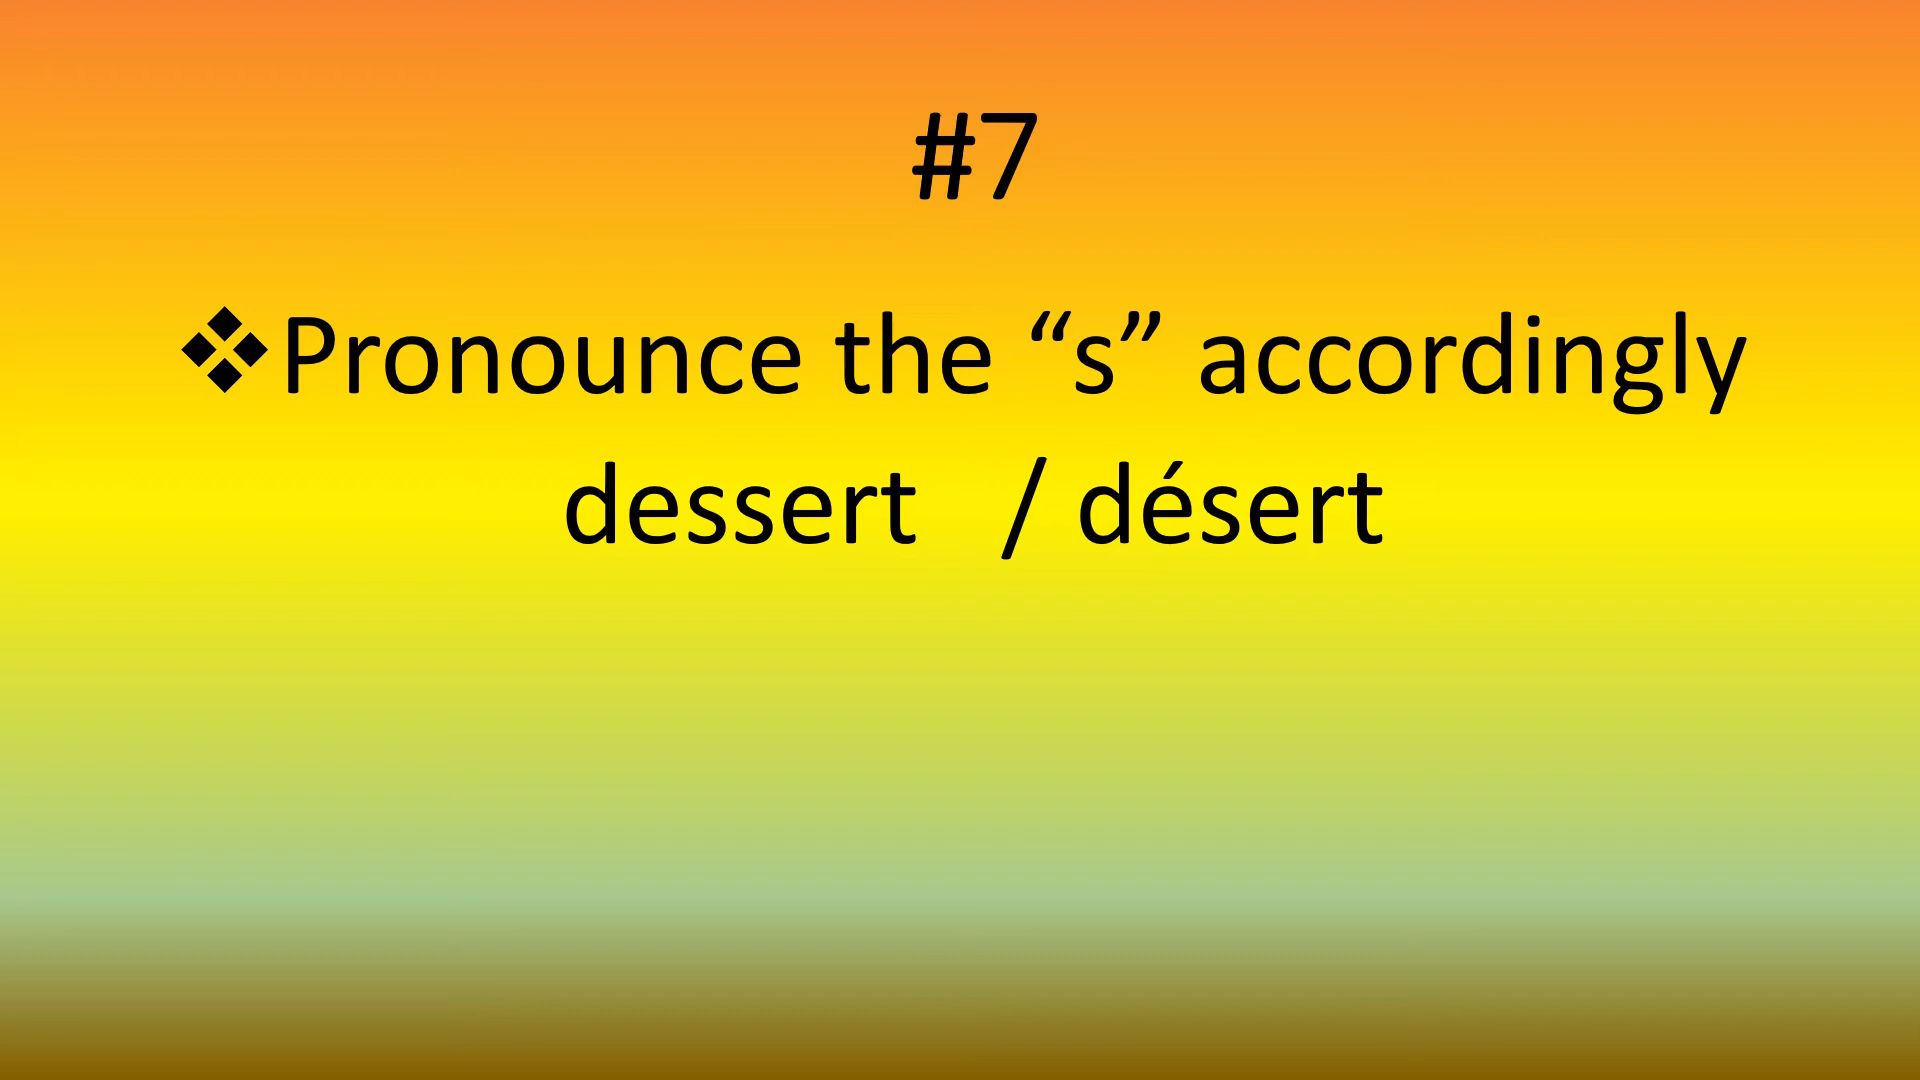 #7
❖Pronounce the “s” accordingly
dessert / désert